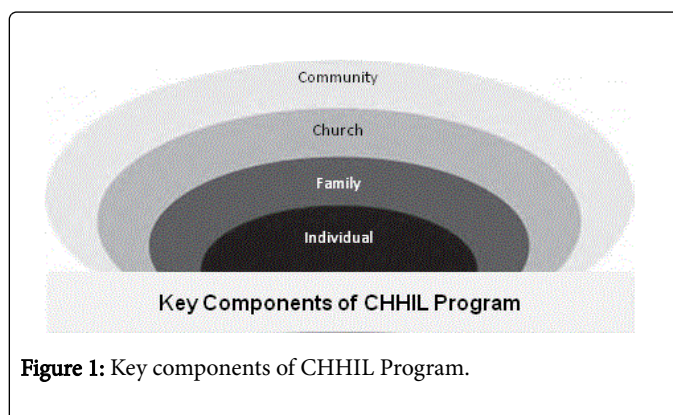 Community
Church
Family
Individual
Key Components of CHHIL Program
Figure 1: Key components of CHHIL Program.